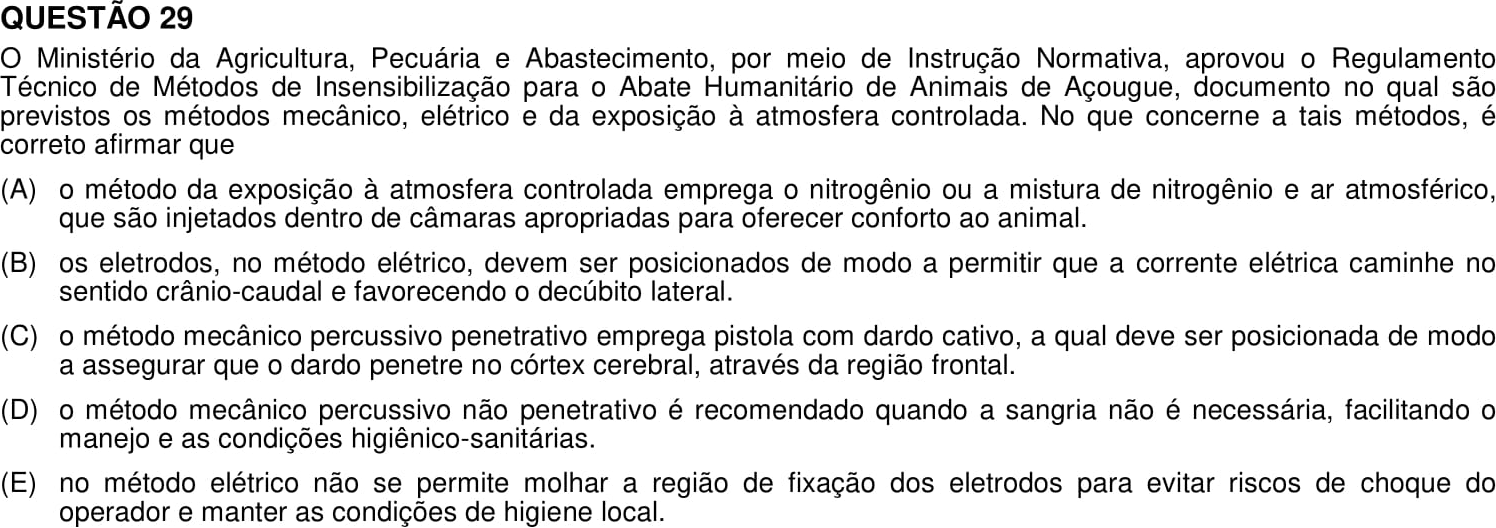 QUESTÃO 29
O Ministério da Agricultura, Pecuária e Abastecimento, por meio de Instrução Normativa, aprovou o Regulamento
Técnico de Métodos de Insensibilização para o Abate Humanitário de Animais de Açougue, documento no qual são
previstos os métodos mecânico, elétrico e da exposição à atmosfera controlada. No que concerne a tais métodos, é
correto afirmar que
(A) o método da exposição à atmosfera controlada emprega o nitrogênio ou a mistura de nitrogênio e ar atmosférico,
que são injetados dentro de câmaras apropriadas para oferecer conforto ao animal.
(B) os eletrodos, no método elétrico, devem ser posicionados de modo a permitir que a corrente elétrica caminhe no
sentido crânio-caudal e favorecendo o decúbito lateral.
(C) o método mecânico percussivo penetrativo emprega pistola com dardo cativo, a qual deve ser posicionada de modo
a assegurar que o dardo penetre no córtex cerebral, através da região frontal.
(D) o método mecânico percussivo não penetrativo é recomendado quando a sangria não é necessária, facilitando o
manejo e as condições higiênico-sanitárias.
(E) no método elétrico não se permite molhar a região de fixação dos eletrodos para evitar riscos de choque do
operador e manter as condições de higiene local.